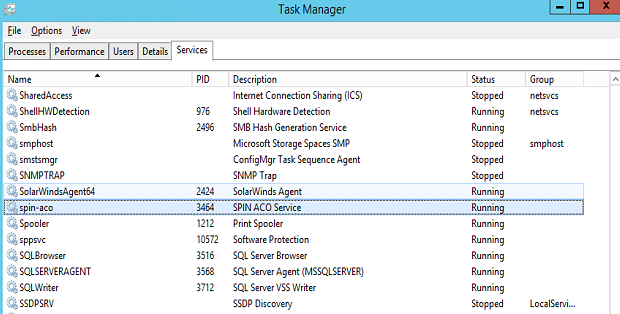 Task Manager
File Options View
Processes Performance Users Details Services
Name PID Description Status Group
SharedAccess Internet Connection Sharing (ICS) Stopped netsvcs
ShellHWDetection 976 Shell Hardware Detection Running netsvcs
SmbHash 2496 SMB Hash Generation Service Running
smphost Microsoft Storage Spaces SMP Stopped smphost
smstsmgr ConfigMgr Task Sequence Agent Stopped
SNMPTRAP SNMP Trap Stopped
SolarWindsAgent64 2424 SolarWinds Agent Running
spin-aco 3464 SPIN ACO Service Running
Spooler 1212 Print Spooler Running
sppsvc 10572 Software Protection Running
SQLBrowser 3516 SQL Server Browser Running
SQLSERVERAGENT 3568 SQL Server Agent (MSSQLSERVER) Running
SQLWriter 3712 SQL Server VSS Writer Running
SSDPSRV SSDP Discovery Stopped LocalServi...